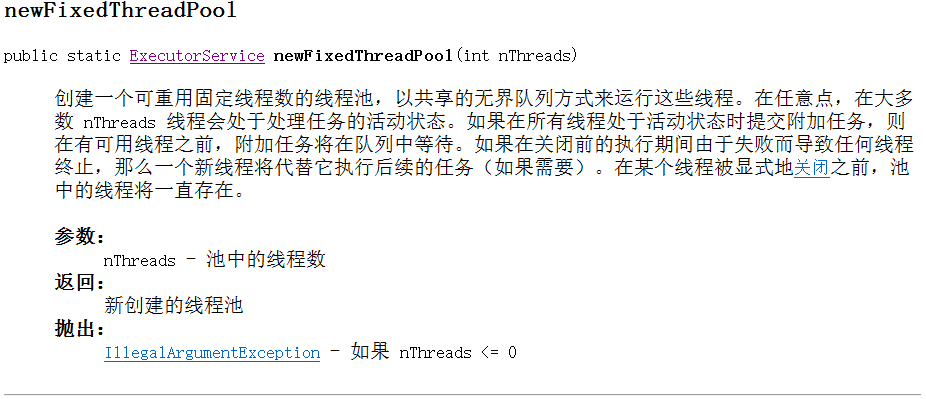 newFixedThreadPool
public static ExecutorService newFixedThreadPool(int nThreads)
创建一个可重用固定线程数的线程池，以共享的无界队列方式来运行这些线程。在任意点，在大多
数 nThreads 线程会处于处理任务的活动状态。如果在所有线程处于活动状态时提交附加任务，则
在有可用线程之前，附加任务将在队列中等待。如果在关闭前的执行期间由于失败而导致任何线程
终止，那么一个新线程将代替它执行后续的任务（如果需要）。在某个线程被显式地关闭之前，池
中的线程将一直存在。
参数：
nThreads - 池中的线程数
返回：
新创建的线程池
抛出：
IllegalArgumentException - 如果 nThreads <= 0